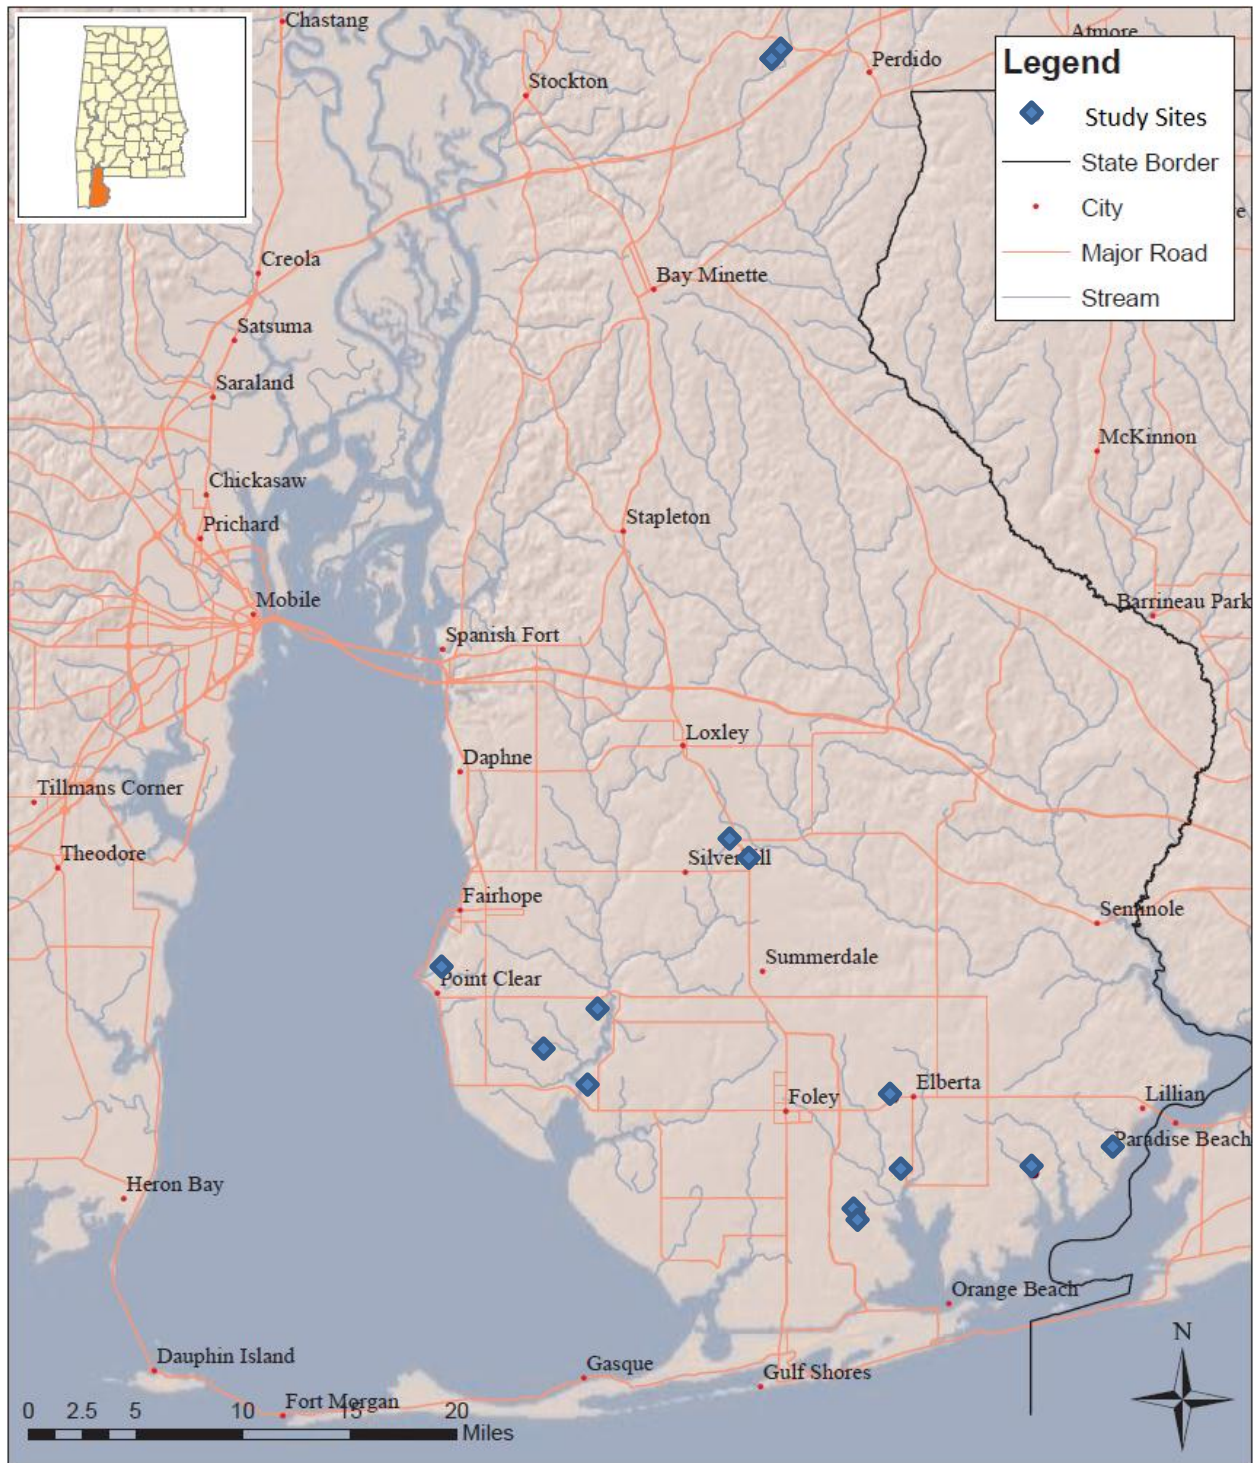 Chastang
Atmore
Perdido
Stockton
Legend
Study Sites
State Border
City
Major Road
Stream
e
Creola
Bay Minette
Satsuma
Saraland
McKinnon
Chickasaw
Stapleton
Prichard
Mobile
Barrineau Park
Spanish Fort
Loxley
Daphne
Tillmans Corner
Theodore
Silverhill
Fairhope
Seminole
Summerdale
Point Clear
Elberta
Foley
Lillian
Paradise Beach
Heron Bay
Orange Beach
Dauphin Island
Gasque
Gulf Shores
Fort Morgan
N
0 2.5 5 10 15 20
Miles